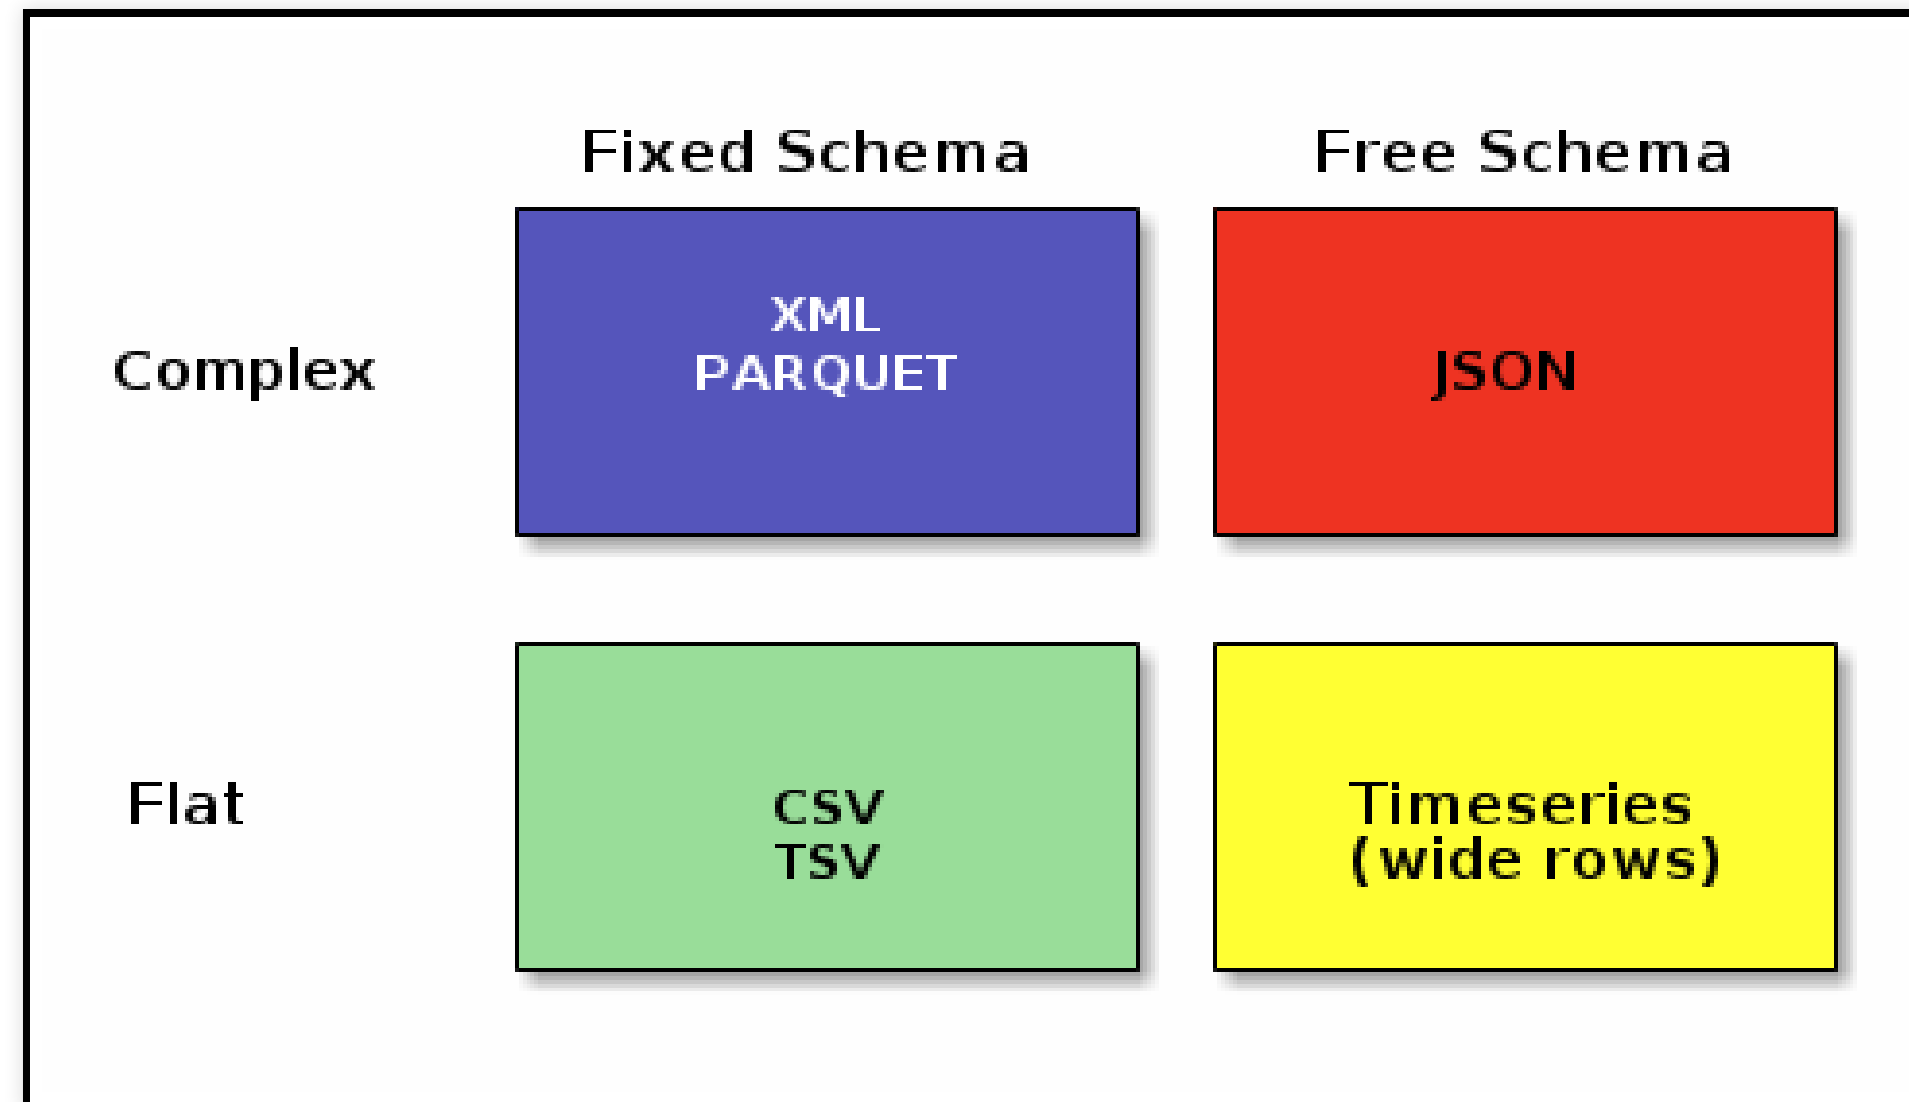 Fixed Schema
Free Schema
Complex
XML
PARQUET
JSON
Flat
CSV
TSV
Timeseries
(wide rows)